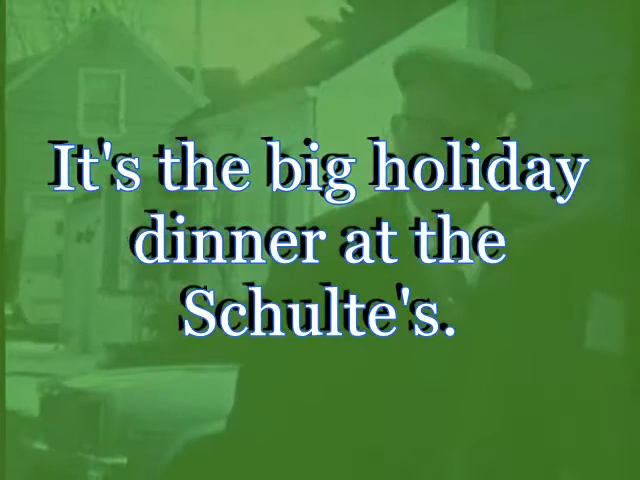 It's the big holiday
dinner at the
Schulte's.